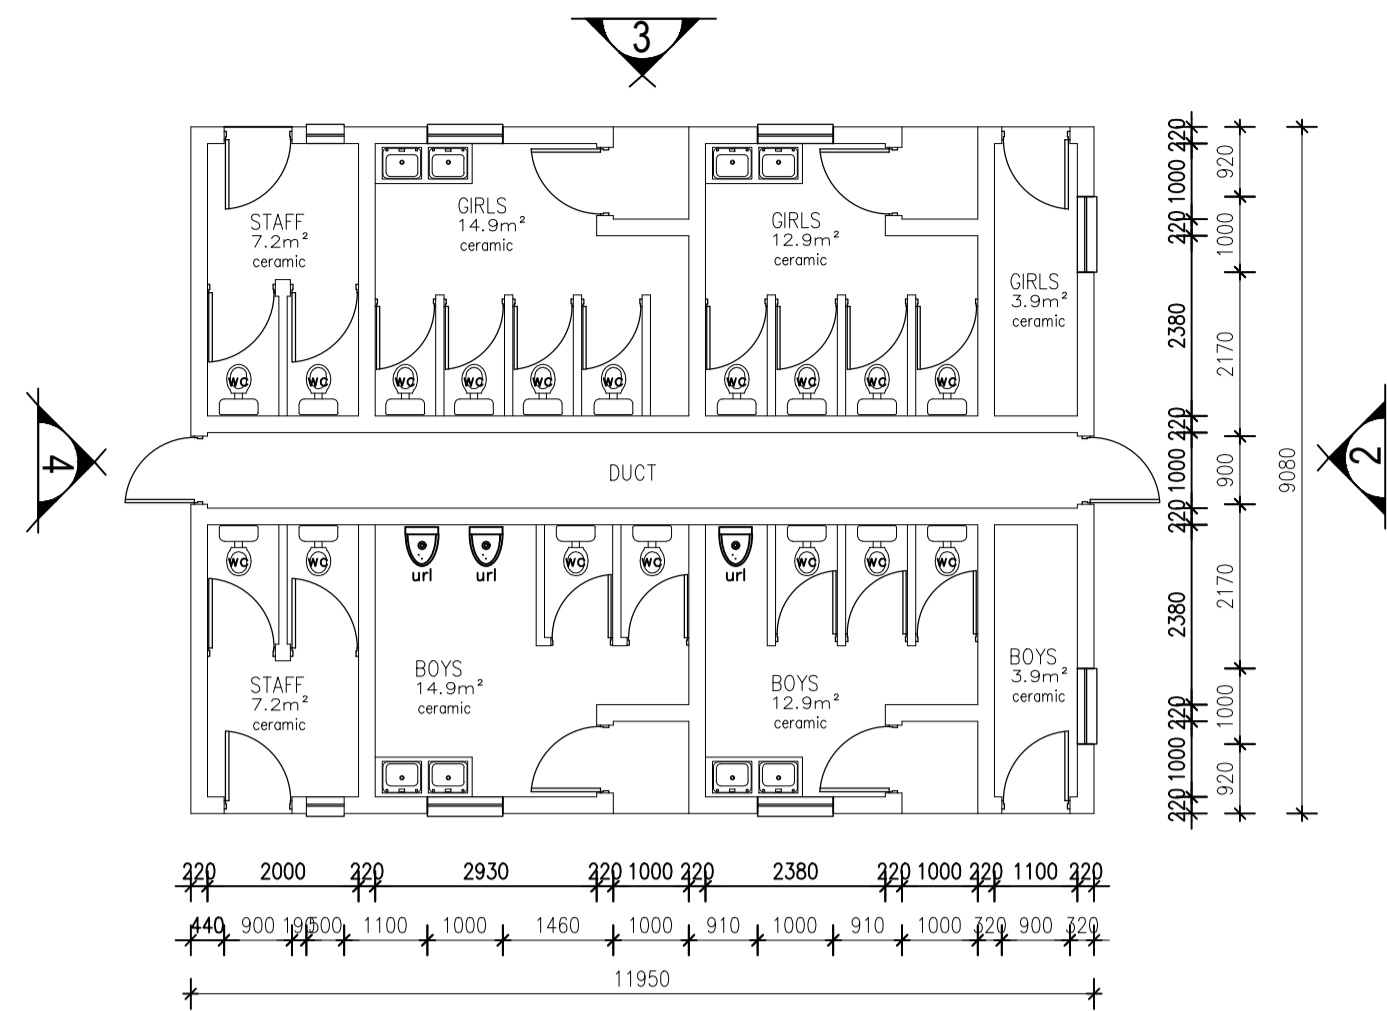 3
STAFF
7.2m²
ceramic
GIRLS
14.9m²
ceramic
GIRLS
12.9m²
ceramic
GIRLS
3.9m²
ceramic
WC WC WC WC WC WC WC WC WC WC
4
DUCT
2
WC WC WC WC WC WC WC
url url url
STAFF
7.2m²
ceramic
BOYS
14.9m²
ceramic
BOYS
12.9m²
ceramic
BOYS
3.9m²
ceramic
220 1000 220 2380 220 1000 220 2380 220 1000 220
920 1000 2170 900 2170 1000 920
9080
220 2000 220 2930 220 1000 220 2380 220 1000 220 1100 220
440 900 190 500 1100 1000 1460 1000 910 1000 910 1000 320 900 320
11950